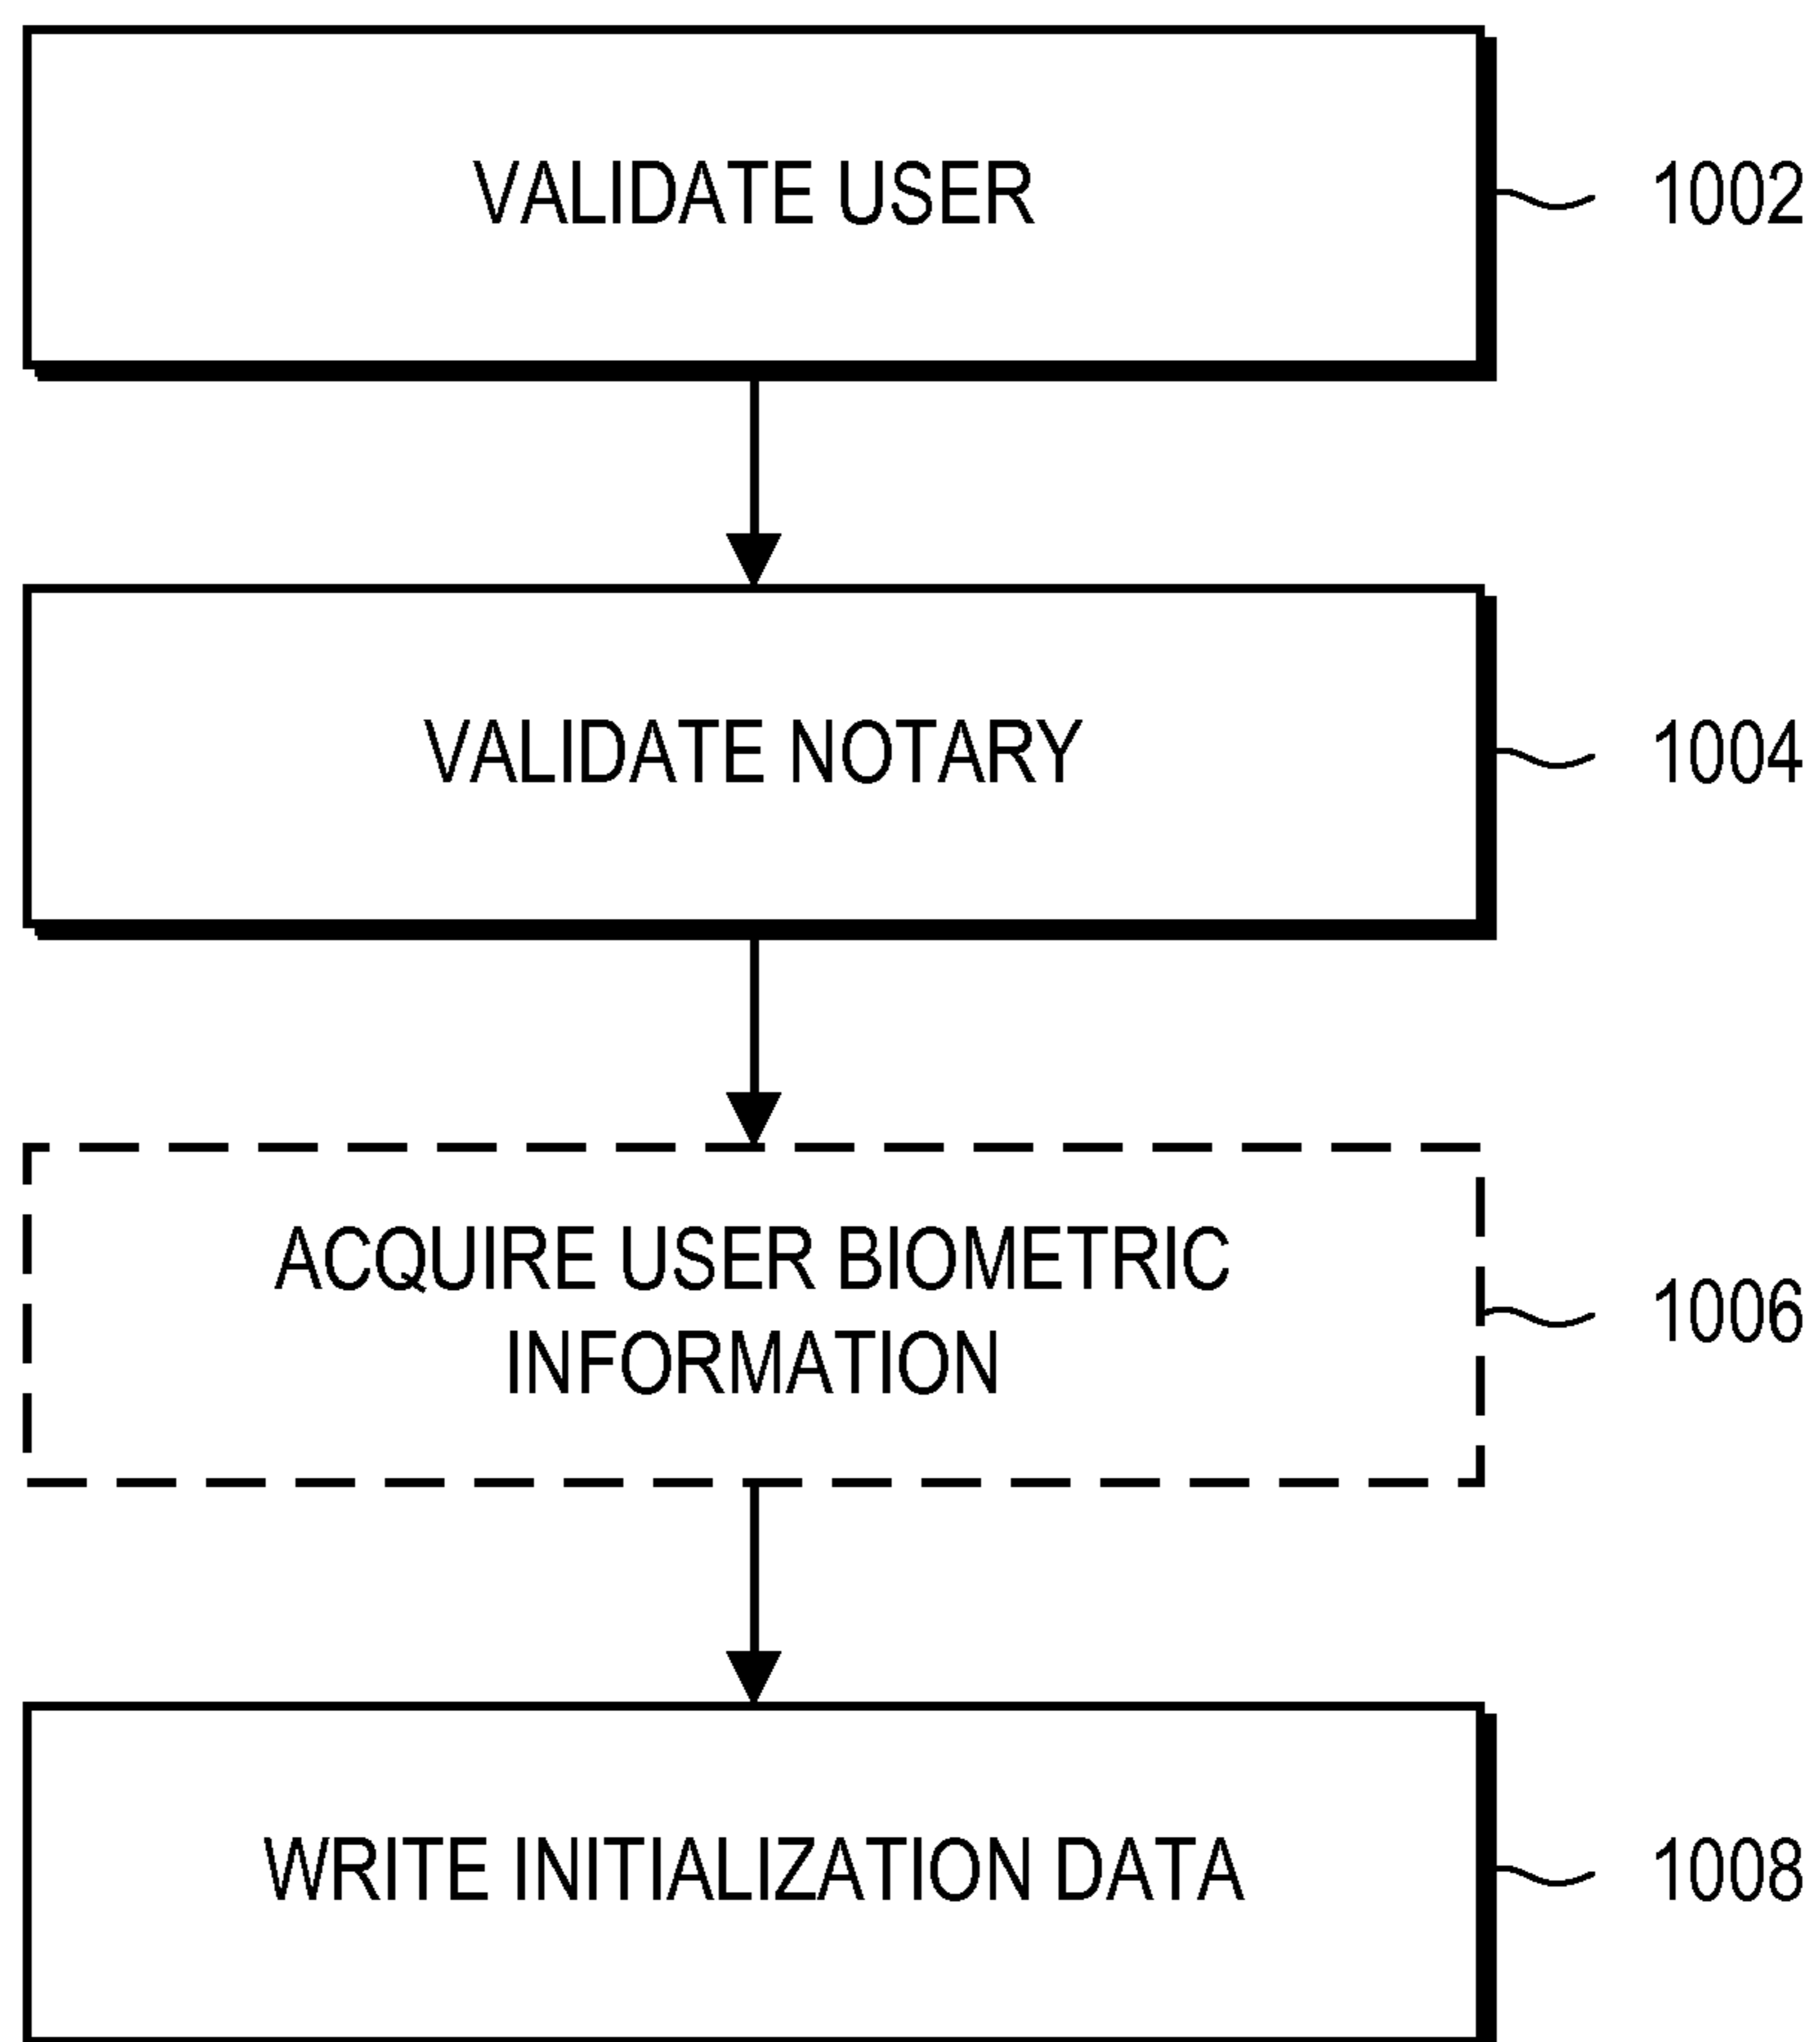 VALIDATE USER
1002
VALIDATE NOTARY
1004
ACQUIRE USER BIOMETRIC
INFORMATION
1006
WRITE INITIALIZATION DATA
1008